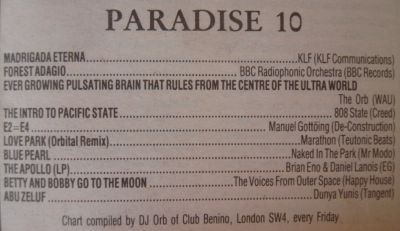 PARADISE 10
MADRIGADA ETERNA KLF (KLF Communications)
FOREST ADAGIO BBC Radiophonic Orchestra (BBC Records)
EVER GROWING PULSATING BRAIN THAT RULES FROM THE CENTRE OF THE ULTRA WORLD
The Orb (WAU)
THE INTRO TO PACIFIC STATE 808 State (Creed)
E2=E4 Manuel Gottöing (De-Construction)
LOVE PARK (Orbital Remix) Marathon (Teutonic Beats)
BLUE PEARL Naked In The Park (Mr Modo)
THE APOLLO (LP) Brian Eno & Daniel Lanois (EG)
BETTY AND BOBBY GO TO THE MOON The Voices From Outer Space (Happy House)
ABU ZELUF Dunya Yunis (Tangent)
Chart compiled by DJ Orb of Club Benino, London SW4, every Friday